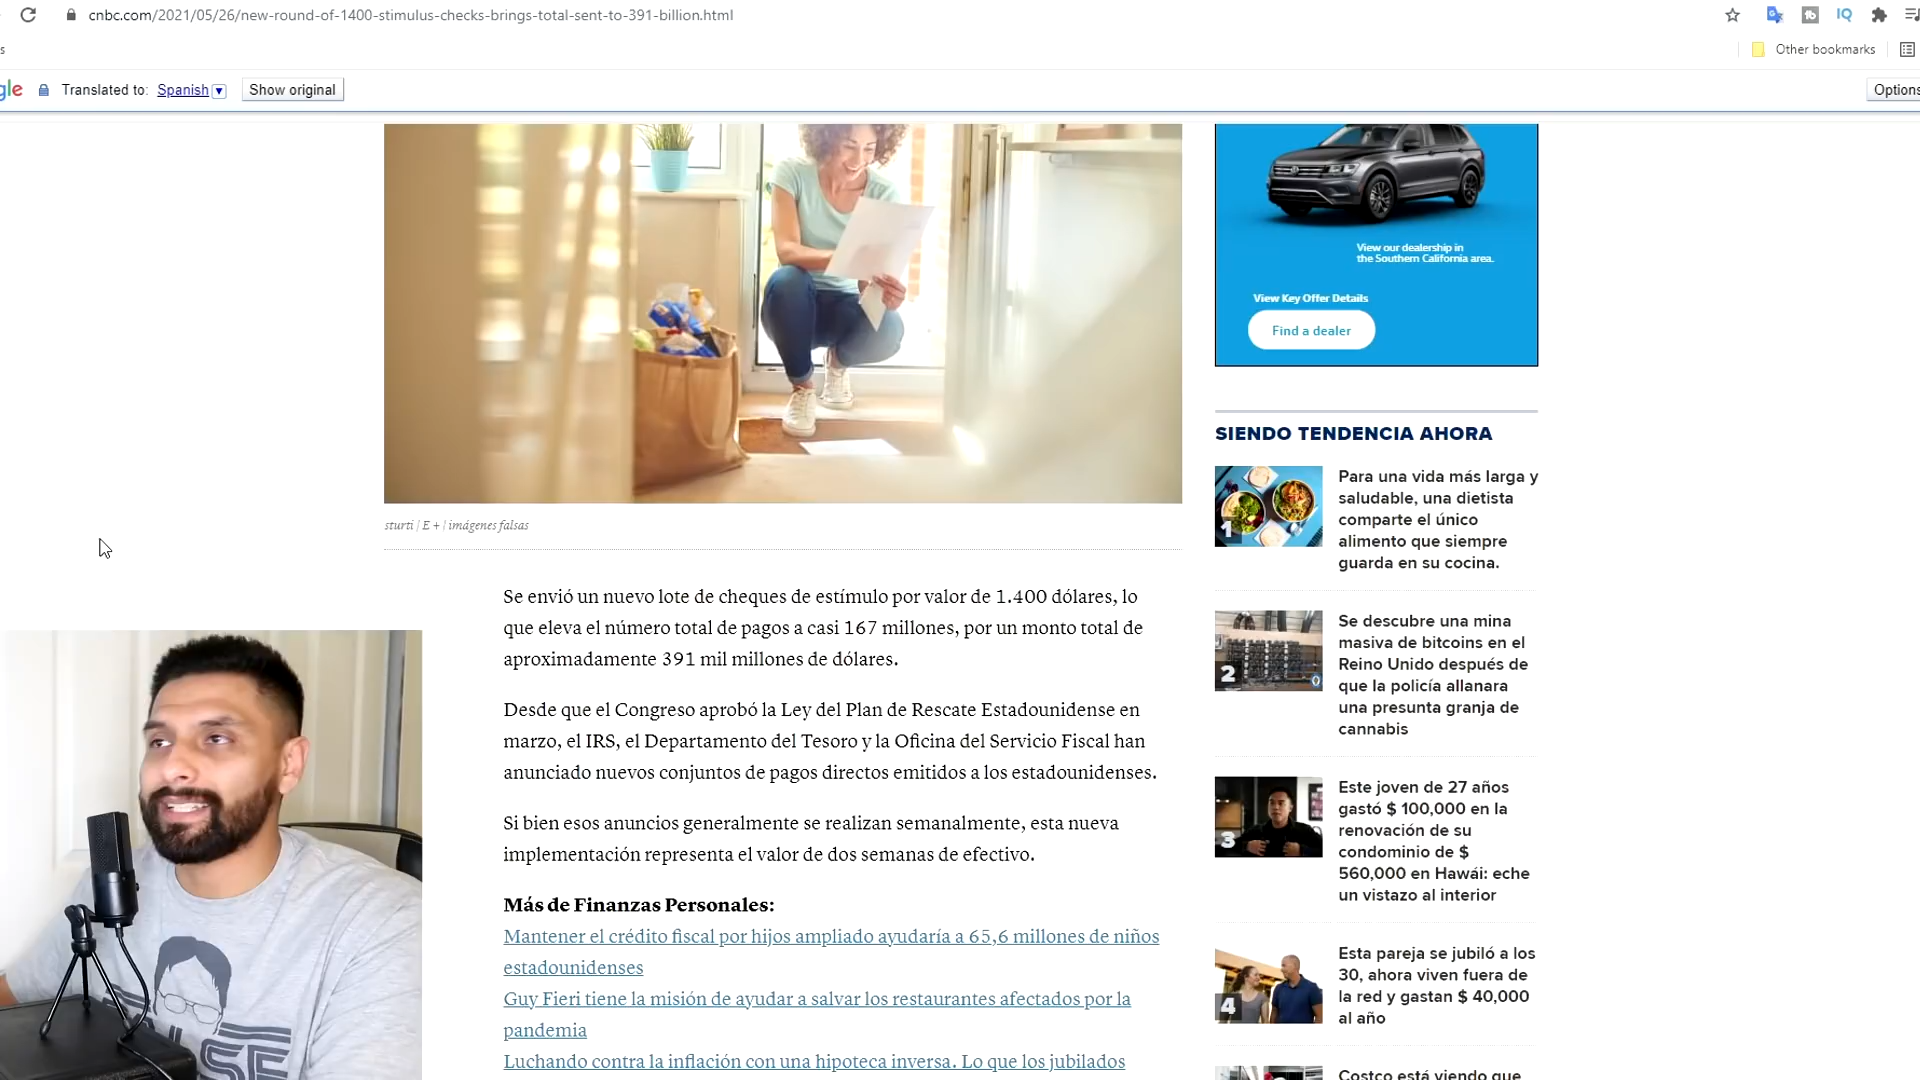 cnbc.com/2021/05/26/new-round-of-1400-stimulus-checks-brings-total-sent-to-391-billion.html
IQ
s
Other bookmarks
gle
Translated to: Spanish
Show original
Options
View our dealership in
the Southern California area.
View Key Offer Details
Find a dealer
sturti | E + | imágenes falsas
Se envió un nuevo lote de cheques de estímulo por valor de 1.400 dólares, lo
que eleva el número total de pagos a casi 167 millones, por un monto total de
aproximadamente 391 mil millones de dólares.
Desde que el Congreso aprobó la Ley del Plan de Rescate Estadounidense en
marzo, el IRS, el Departamento del Tesoro y la Oficina del Servicio Fiscal han
anunciado nuevos conjuntos de pagos directos emitidos a los estadounidenses.
Si bien esos anuncios generalmente se realizan semanalmente, esta nueva
implementación representa el valor de dos semanas de efectivo.
Más de Finanzas Personales:
Mantener el crédito fiscal por hijos ampliado ayudaría a 65,6 millones de niños
estadounidenses
Guy Fieri tiene la misión de ayudar a salvar los restaurantes afectados por la
pandemia
Luchando contra la inflación con una hipoteca inversa. Lo que los jubilados
SIENDO TENDENCIA AHORA
1
Para una vida más larga y
saludable, una dietista
comparte el único
alimento que siempre
guarda en su cocina.
2
Se descubre una mina
masiva de bitcoins en el
Reino Unido después de
que la policía allanara
una presunta granja de
cannabis
3
Este joven de 27 años
gastó $ 100,000 en la
renovación de su
condominio de $
560,000 en Hawái: eche
un vistazo al interior
4
Esta pareja se jubiló a los
30, ahora viven fuera de
la red y gastan $ 40,000
al año
Costco está viendo que